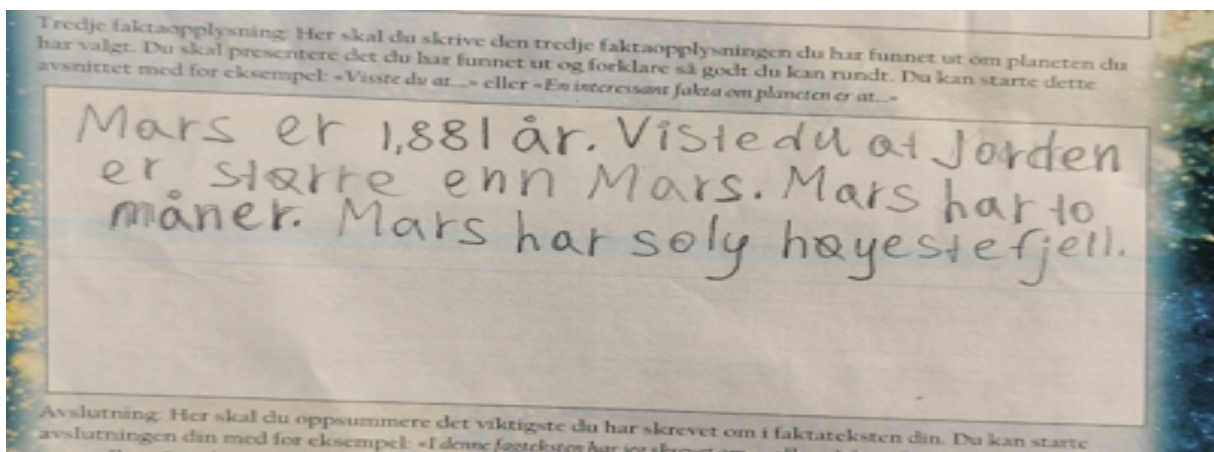 Tredje faktaopplysning: Her skal du skrive den tredje faktaopplysningen du har funnet ut om planeten du
har valgt. Du skal presentere det du har funnet ut og forklare så godt du kan rundt. Du kan starte dette
avsnittet med for eksempel: «Visste du at...» eller «En interessant fakta om planeten er at...»
Mars er 1,881 år. Vistedu at Jorden
er større enn Mars. Mars har to
måner. Mars har soly høyestefjell.
Avslutning: Her skal du oppsummere det viktigste du har skrevet om i faktateksten din. Du kan starte
avslutningen din med for eksempel: «I denne fagteksten har jeg skrevet om